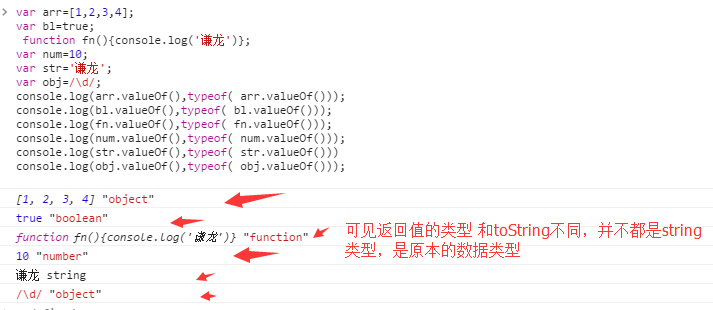 > var arr=[1,2,3,4];
var bl=true;
function fn(){console.log('谦龙')};
var num=10;
var str='谦龙';
var obj=/\d/;
console.log(arr.valueOf(),typeof( arr.valueOf()));
console.log(bl.valueOf(),typeof( bl.valueOf()));
console.log(fn.valueOf(),typeof( fn.valueOf()));
console.log(num.valueOf(),typeof( num.valueOf()));
console.log(str.valueOf(),typeof( str.valueOf()))
console.log(obj.valueOf(),typeof( obj.valueOf()));
[1, 2, 3, 4] "object"
true "boolean"
function fn(){console.log('谦龙')} "function"
10 "number"
谦龙 string
/\d/ "object"
可见返回值的类型 和toString不同，并不都是string
类型，是原本的数据类型